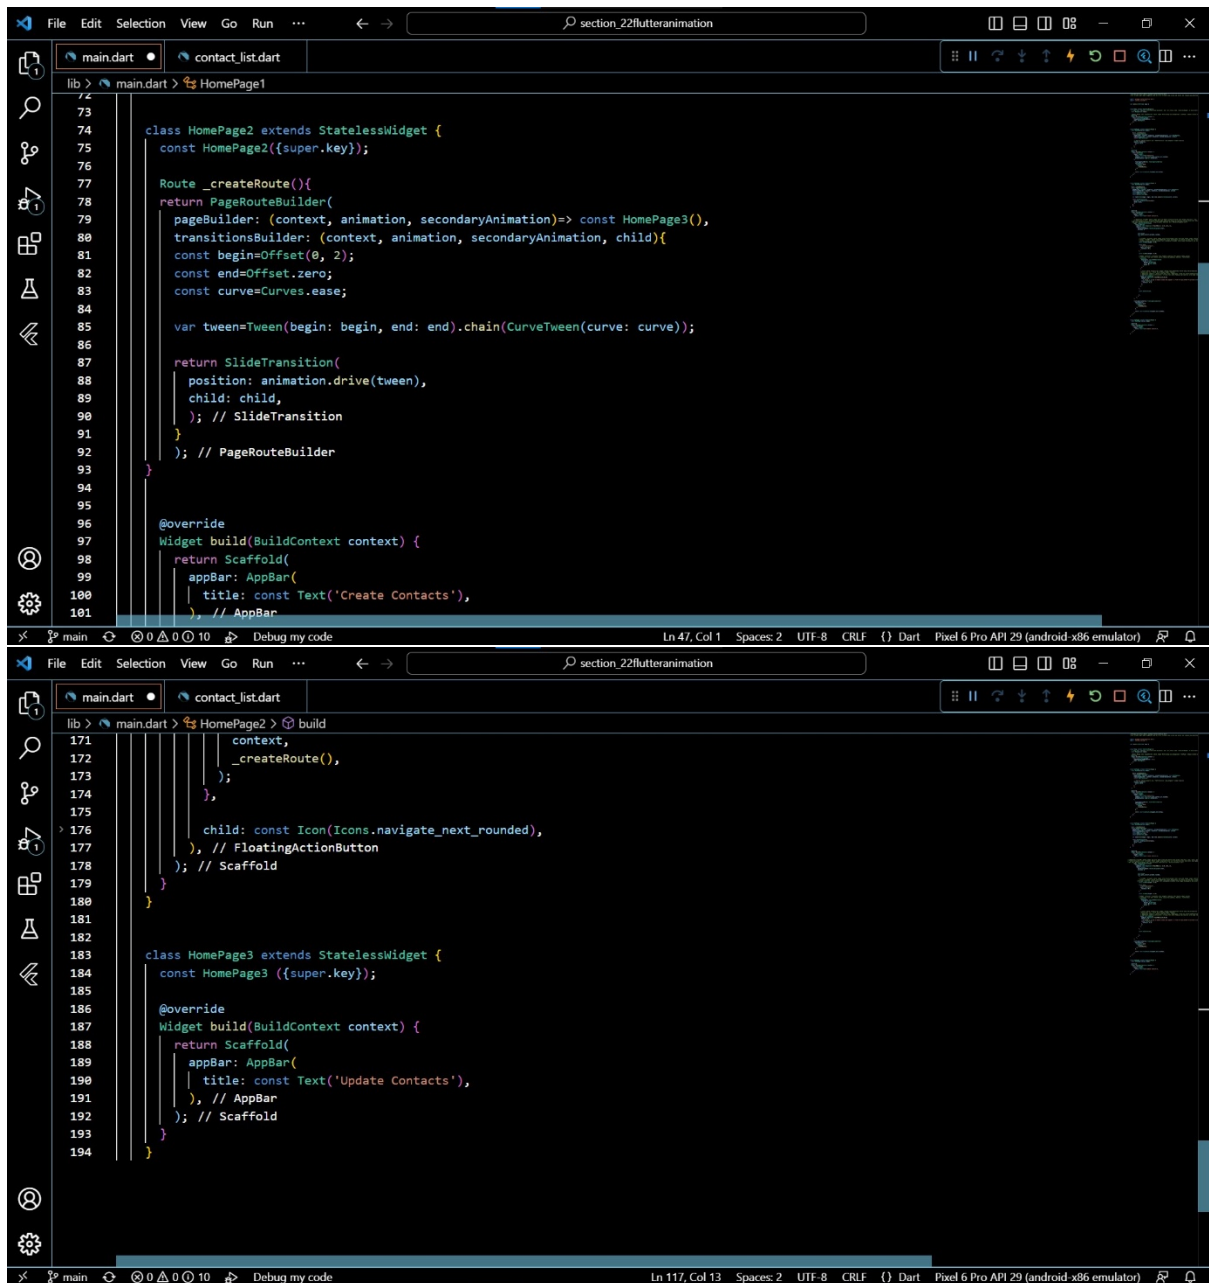 File Edit Selection View Go Run ··· ← → section_22flutteranimation
main.dart ● contact_list.dart
lib > main.dart > HomePage1
72
73
74 class HomePage2 extends StatelessWidget {
75 const HomePage2({super.key});
76
77 Route _createRoute(){
78 return PageRouteBuilder(
79 pageBuilder: (context, animation, secondaryAnimation)=> const HomePage3(),
80 transitionsBuilder: (context, animation, secondaryAnimation, child){
81 const begin=Offset(0, 2);
82 const end=Offset.zero;
83 const curve=Curves.ease;
84
85 var tween=Tween(begin: begin, end: end).chain(CurveTween(curve: curve));
86
87 return SlideTransition(
88 position: animation.drive(tween),
89 child: child,
90 ); // SlideTransition
91 }
92 ); // PageRouteBuilder
93 }
94
95
96 @override
97 Widget build(BuildContext context) {
98 return Scaffold(
99 appBar: AppBar(
100 title: const Text('Create Contacts'),
101 ), // AppBar
main 0 0 10 Debug my code Ln 47, Col 1 Spaces: 2 UTF-8 CRLF {} Dart Pixel 6 Pro API 29 (android-x86 emulator)
File Edit Selection View Go Run ··· ← → section_22flutteranimation
main.dart ● contact_list.dart
lib > main.dart > HomePage2 > build
171 context,
172 _createRoute(),
173 );
174 },
175
176 child: const Icon(Icons.navigate_next_rounded),
177 ), // FloatingActionButton
178 ); // Scaffold
179 }
180 }
181
182
183 class HomePage3 extends StatelessWidget {
184 const HomePage3 ({super.key});
185
186 @override
187 Widget build(BuildContext context) {
188 return Scaffold(
189 appBar: AppBar(
190 title: const Text('Update Contacts'),
191 ), // AppBar
192 ); // Scaffold
193 }
194 }
main 0 0 10 Debug my code Ln 117, Col 13 Spaces: 2 UTF-8 CRLF {} Dart Pixel 6 Pro API 29 (android-x86 emulator)